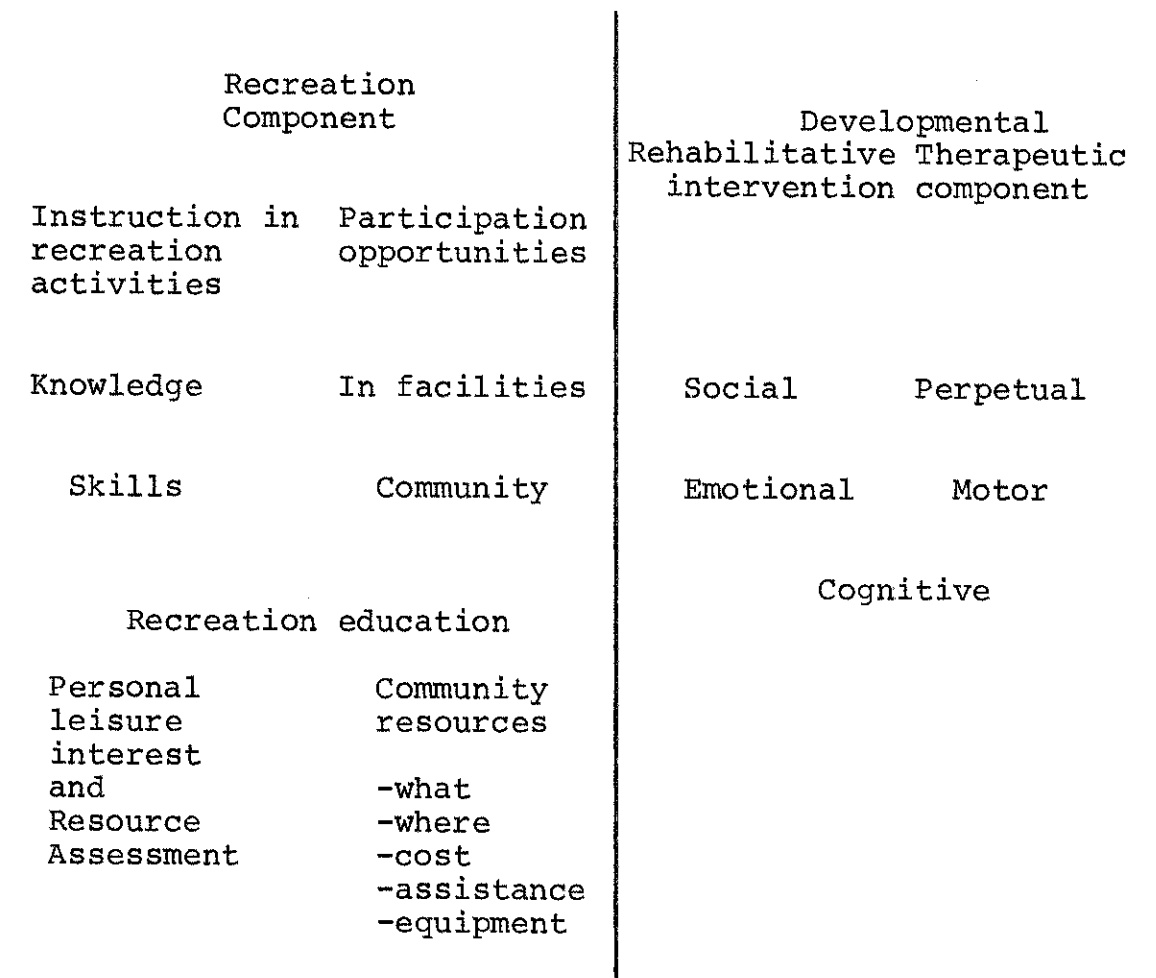 Recreation
Component
Instruction in Participation
recreation opportunities
activities
Knowledge In facilities
Skills Community
Recreation education
Personal Community
leisure resources
interest
and -what
Resource -where
Assessment -cost
-assistance
-equipment
Developmental
Rehabilitative Therapeutic
intervention component
Social Perpetual
Emotional Motor
Cognitive